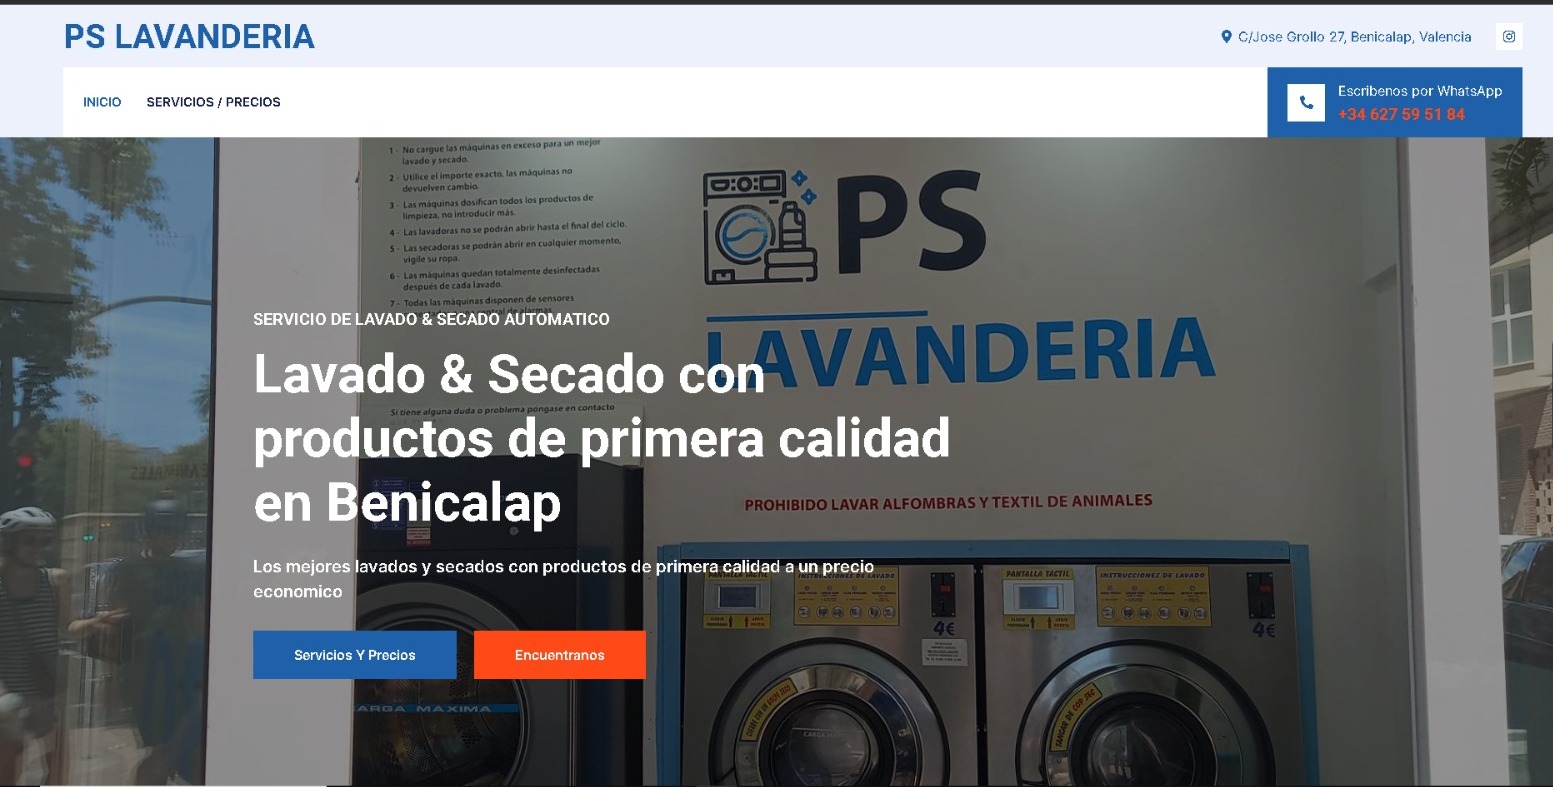 PS LAVANDERIA
C/Jose Grollo 27, Benicalap, Valencia
INICIO
SERVICIOS / PRECIOS
Escribenos por WhatsApp
+34 627 59 51 84
1 - No cargue las máquinas en exceso para un mejor
lavado y secado.
2 - Utilice el importe exacto, las máquinas no
devuelven cambio.
3 - Las máquinas dosifican todos los productos de
limpieza, no introducir más.
4 - Las lavadoras no se podrán abrir hasta el final del ciclo.
5 - Las secadoras se podrán abrir en cualquier momento,
vigile su ropa.
6 - Las máquinas quedan totalmente desinfectadas
después de cada lavado.
7 - Todas las máquinas disponen de sensores
PS
LAVANDERIA
SERVICIO DE LAVADO & SECADO AUTOMATICO
Lavado & Secado con
productos de primera calidad
en Benicalap
Si tiene alguna duda o problema póngase en contacto
PROHIBIDO LAVAR ALFOMBRAS Y TEXTIL DE ANIMALES
Los mejores lavados y secados con productos de primera calidad a un precio
economico
PANTALLA TACTIL
INSTRUCCIONES DE LAVADO
4€
PANTALLA TACTIL
INSTRUCCIONES DE LAVADO
4€
Servicios Y Precios
Encuentranos
CARGA MAXIMA